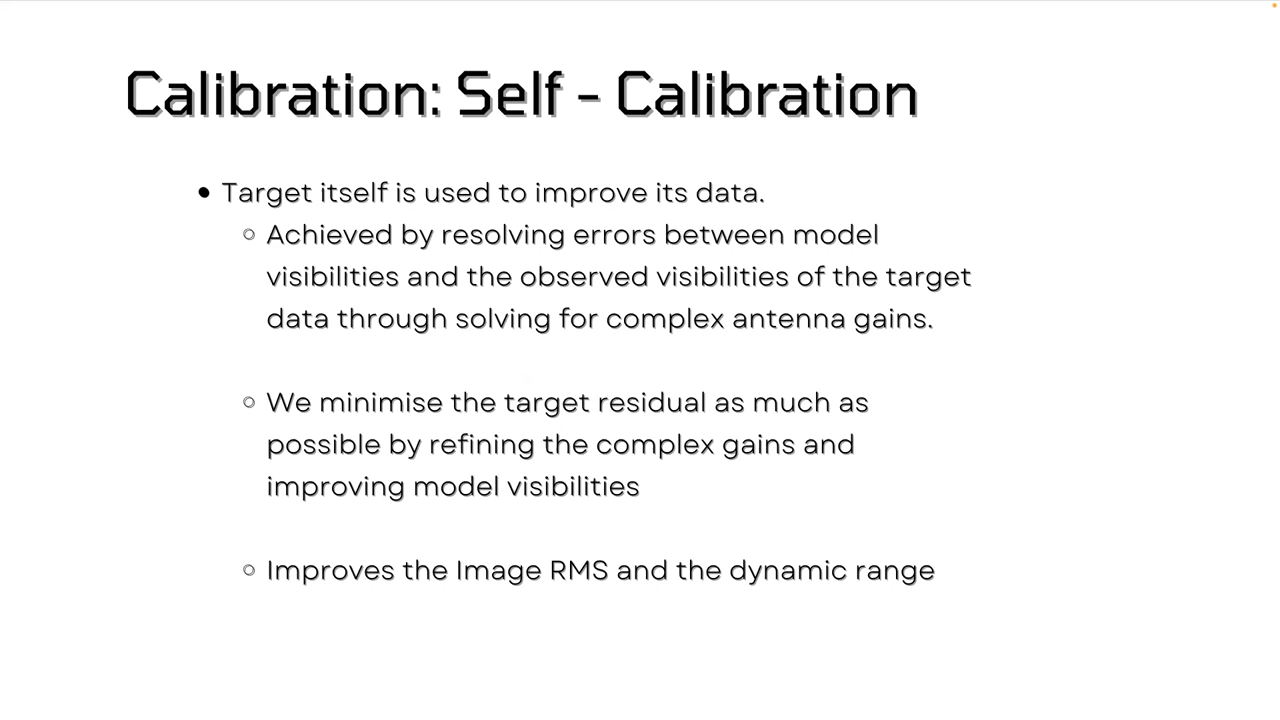 Calibration: Self - Calibration
• Target itself is used to improve its data.
○ Achieved by resolving errors between model
visibilities and the observed visibilities of the target
data through solving for complex antenna gains.
○ We minimise the target residual as much as
possible by refining the complex gains and
improving model visibilities
○ Improves the Image RMS and the dynamic range